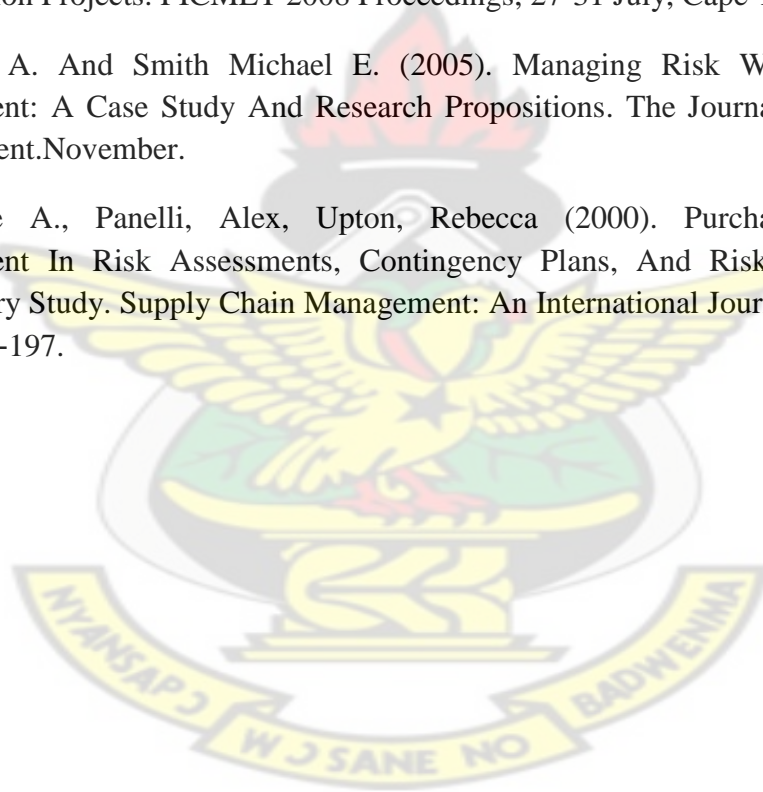 on Projects. PICMET 2008 Proceedings, 27-31 July, Cape
A. And Smith Michael E. (2005). Managing Risk W
ent: A Case Study And Research Propositions. The Journa
ent.November.
e A., Panelli, Alex, Upton, Rebecca (2000). Purcha
ent In Risk Assessments, Contingency Plans, And Risk
ry Study. Supply Chain Management: An International Jour
-197.
NYANSAPƆ
WƆSANE NO
BADWENMA